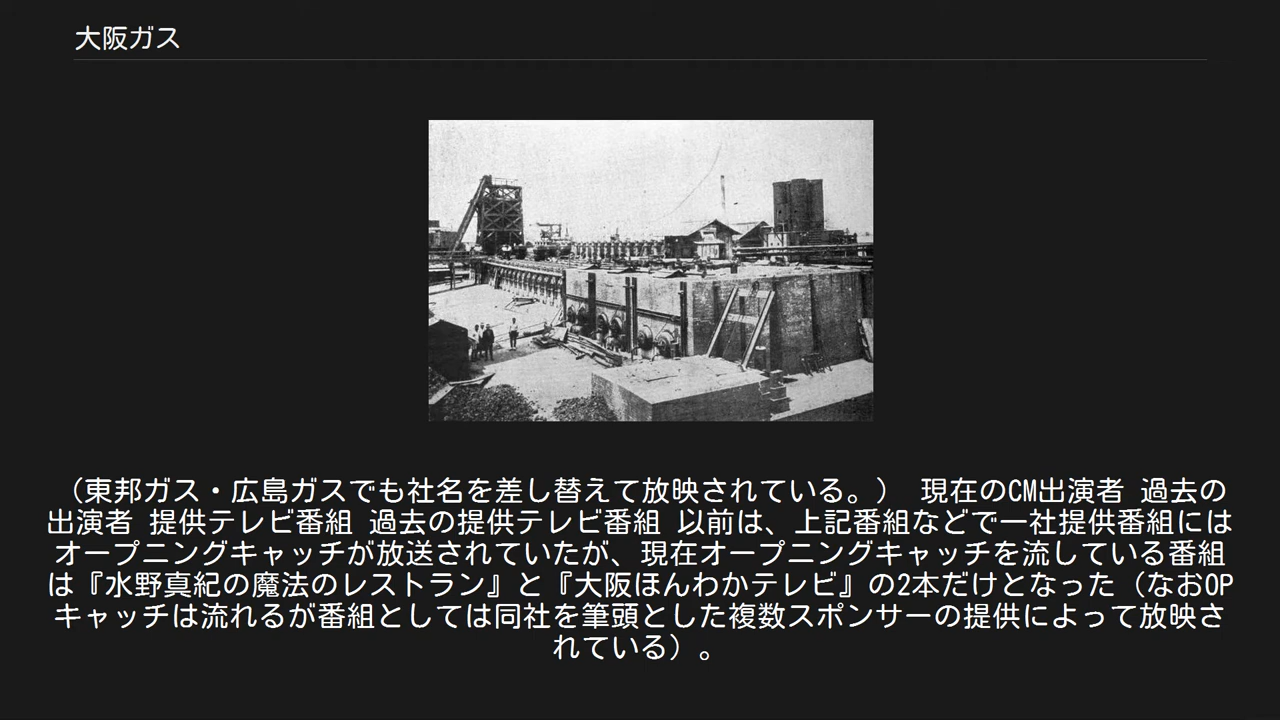 大阪ガス
（東邦ガス・広島ガスでも社名を差し替えて放映されている。） 現在のCM出演者 過去の
出演者 提供テレビ番組 過去の提供テレビ番組 以前は、上記番組などで一社提供番組には
オープニングキャッチが放送されていたが、現在オープニングキャッチを流している番組
は『水野真紀の魔法のレストラン』と『大阪ほんわかテレビ』の2本だけとなった（なおOP
キャッチは流れるが番組としては同社を筆頭とした複数スポンサーの提供によって放映さ
れている）。